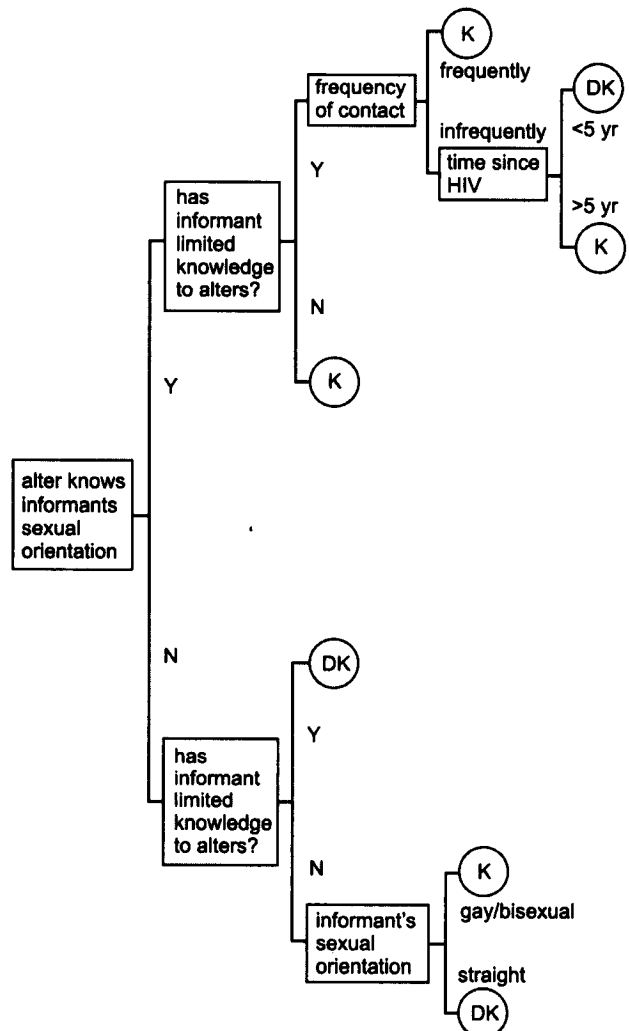 K
frequently
frequency
of contact
DK
<5 yr
infrequently
time since
HIV
>5 yr
K
Y
has
informant
limited
knowledge
to alters?
N
K
Y
alter knows
informants
sexual
orientation
N
DK
Y
has
informant
limited
knowledge
to alters?
N
K
gay/bisexual
informant's
sexual
orientation
straight
DK